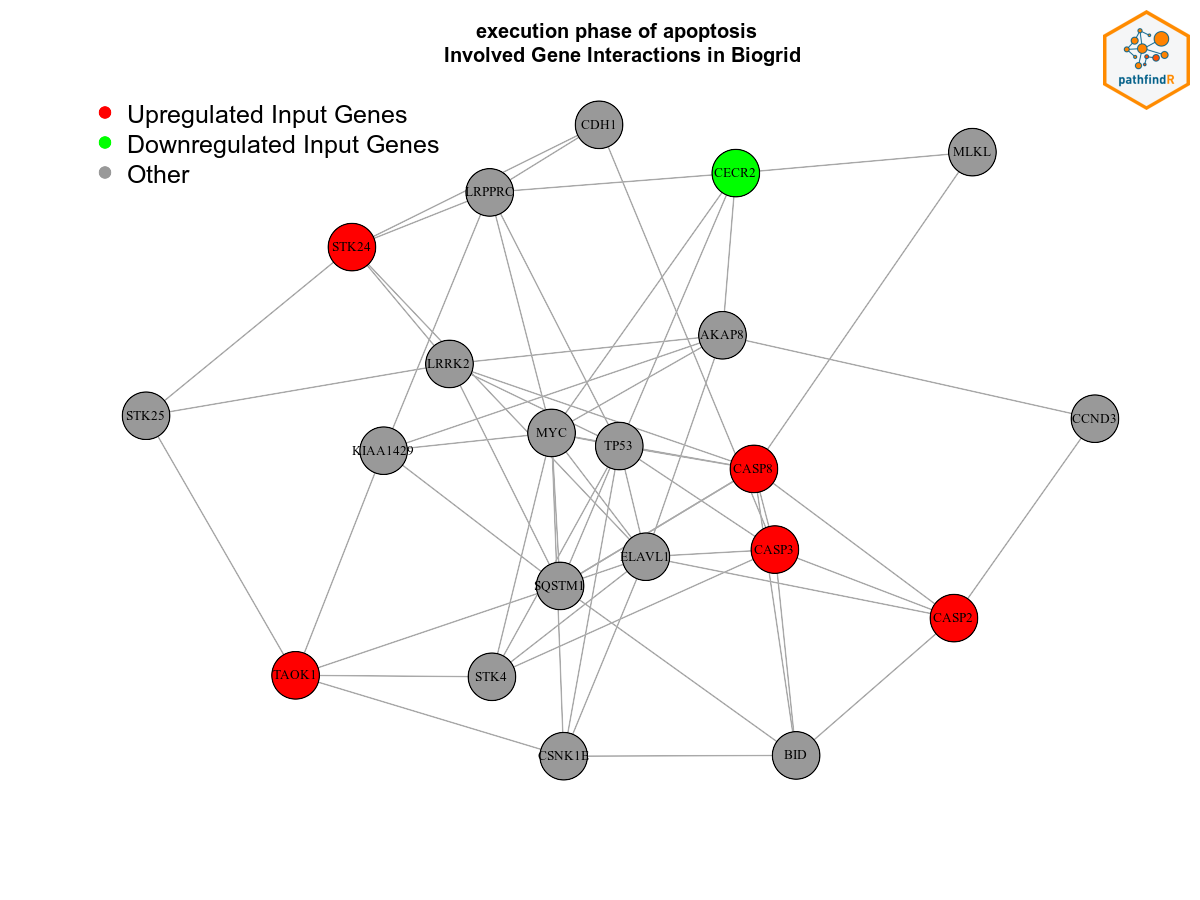 execution phase of apoptosis
Involved Gene Interactions in Biogrid
pathfindR
Upregulated Input Genes
Downregulated Input Genes
Other
CDH1
MLKL
CECR2
LRPPRC
STK24
AKAP8
LRRK2
STK25
CCND3
MYC
TP53
KIAA1429
CASP8
CASP3
ELAVL1
SQSTM1
CASP2
TAOK1
STK4
CSNK1E
BID